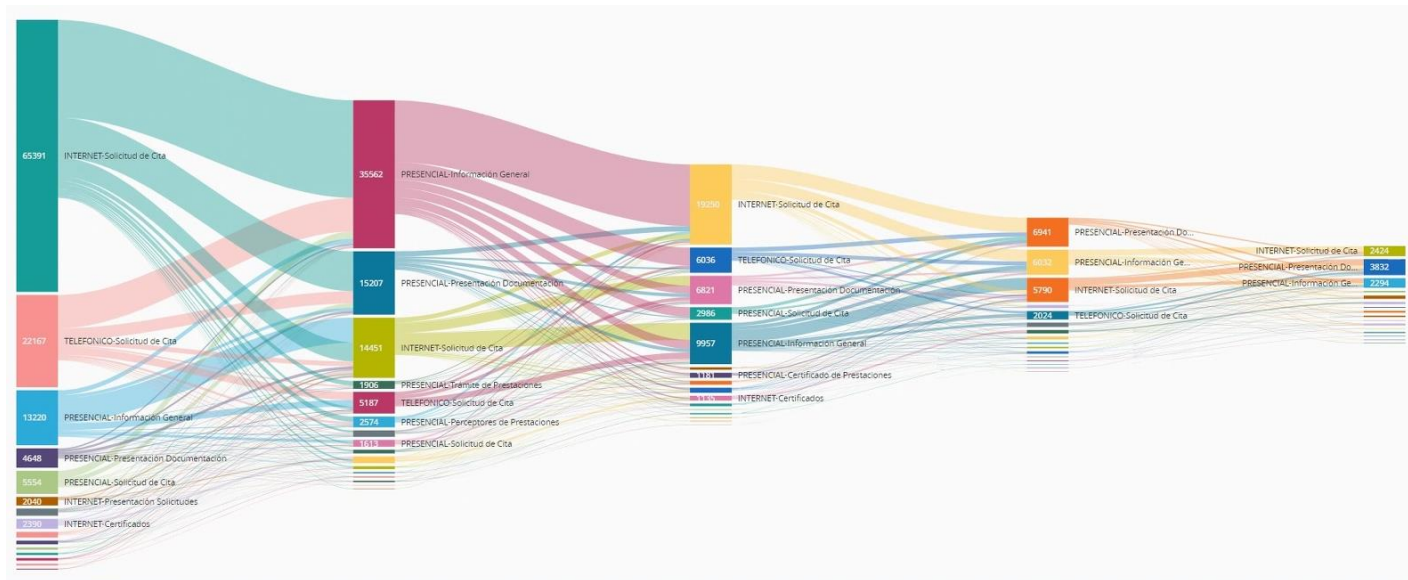 65391 INTERNET-Solicitud de Cita
22167 TELEFONICO-Solicitud de Cita
13220 PRESENCIAL-Información General
4648 PRESENCIAL-Presentación Documentación
5554 PRESENCIAL-Solicitud de Cita
2040 INTERNET-Presentación Solicitudes
2390 INTERNET-Certificados
35562 PRESENCIAL-Información General
15207 PRESENCIAL-Presentación Documentación
14451 INTERNET-Solicitud de Cita
1906 PRESENCIAL-Trámite de Prestaciones
5187 TELEFONICO-Solicitud de Cita
2574 PRESENCIAL-Perceptores de Prestaciones
1613 PRESENCIAL-Solicitud de Cita
19250 INTERNET-Solicitud de Cita
6036 TELEFONICO-Solicitud de Cita
6821 PRESENCIAL-Presentación Documentación
2986 PRESENCIAL-Solicitud de Cita
9957 PRESENCIAL-Información General
1181 PRESENCIAL-Certificado de Prestaciones
1135 INTERNET-Certificados
6941 PRESENCIAL-Presentación Do...
6032 PRESENCIAL-Información Ge...
5790 INTERNET-Solicitud de Cita
2024 TELEFONICO-Solicitud de Cita
INTERNET-Solicitud de Cita 2424
PRESENCIAL-Presentación Do... 3832
PRESENCIAL-Información Ge... 2294